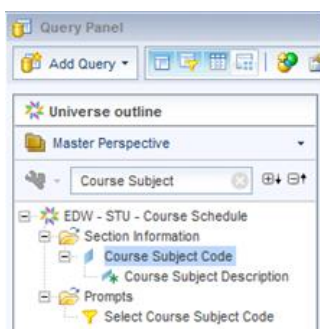 Query Panel
Add Query
Universe outline
Master Perspective
Course Subject
EDW - STU - Course Schedule
Section Information
Course Subject Code
Course Subject Description
Prompts
Select Course Subject Code